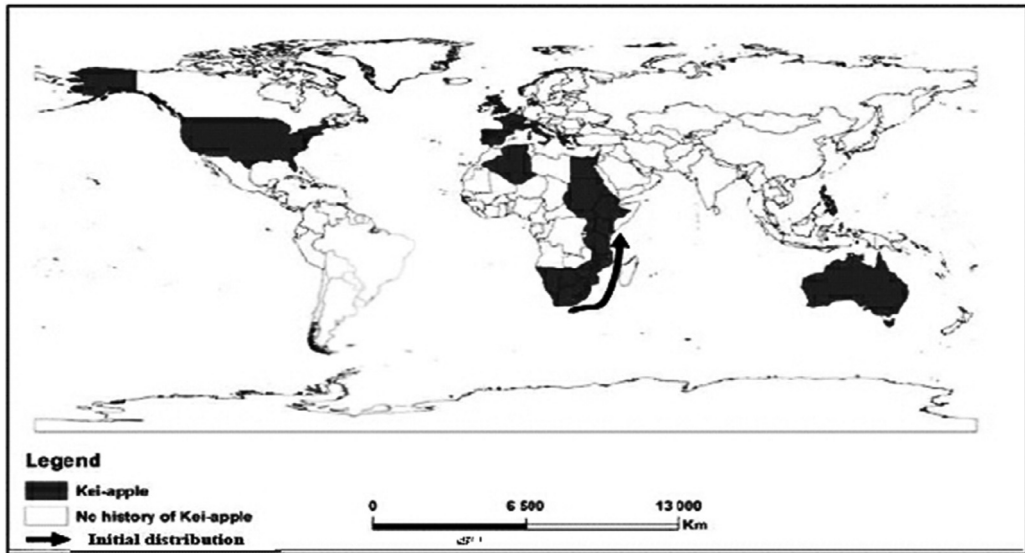 Legend
Kei-apple
No history of Kei-apple
Initial distribution
0 6 500 13 000
Km